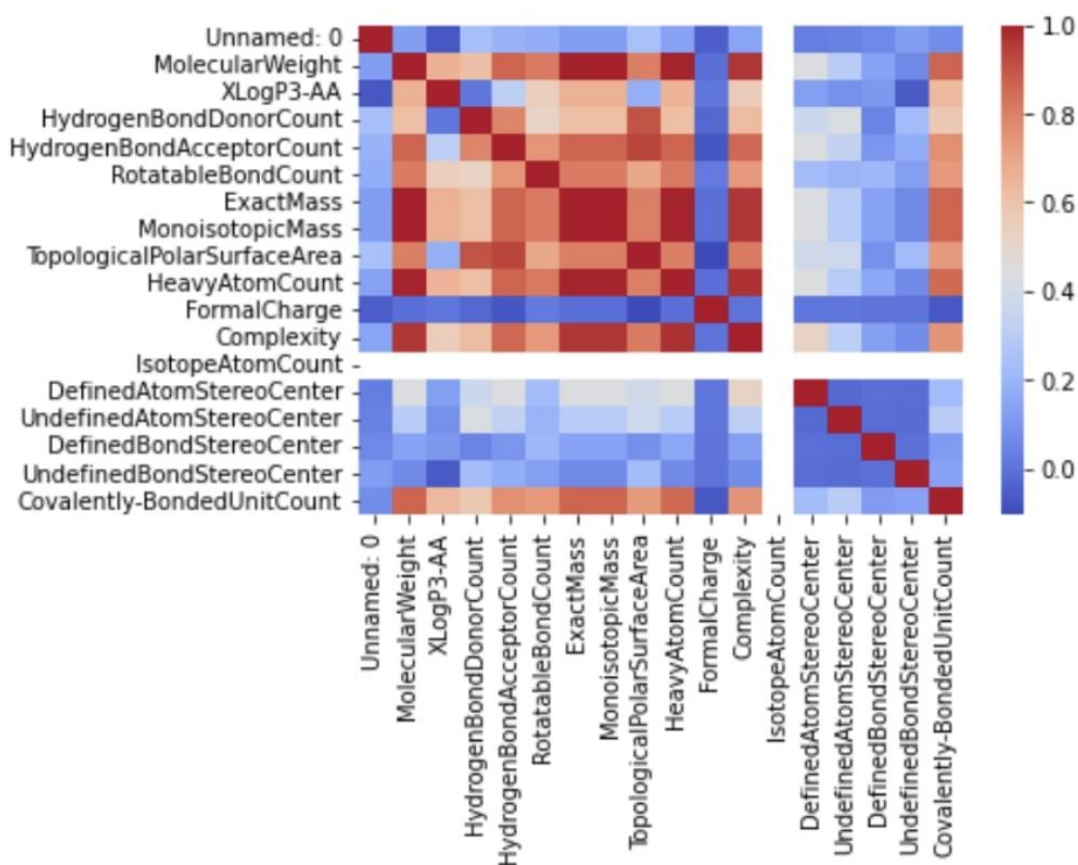 Unnamed: 0
MolecularWeight
XLogP3-AA
HydrogenBondDonorCount
HydrogenBondAcceptorCount
RotatableBondCount
ExactMass
MonoisotopicMass
TopologicalPolarSurfaceArea
HeavyAtomCount
FormalCharge
Complexity
IsotopeAtomCount
DefinedAtomStereoCenter
UndefinedAtomStereoCenter
DefinedBondStereoCenter
UndefinedBondStereoCenter
Covalently-BondedUnitCount
Unnamed: 0
MolecularWeight
XLogP3-AA
HydrogenBondDonorCount
HydrogenBondAcceptorCount
RotatableBondCount
ExactMass
MonoisotopicMass
TopologicalPolarSurfaceArea
HeavyAtomCount
FormalCharge
Complexity
IsotopeAtomCount
DefinedAtomStereoCenter
UndefinedAtomStereoCenter
DefinedBondStereoCenter
UndefinedBondStereoCenter
Covalently-BondedUnitCount
1.0
0.8
0.6
0.4
0.2
0.0